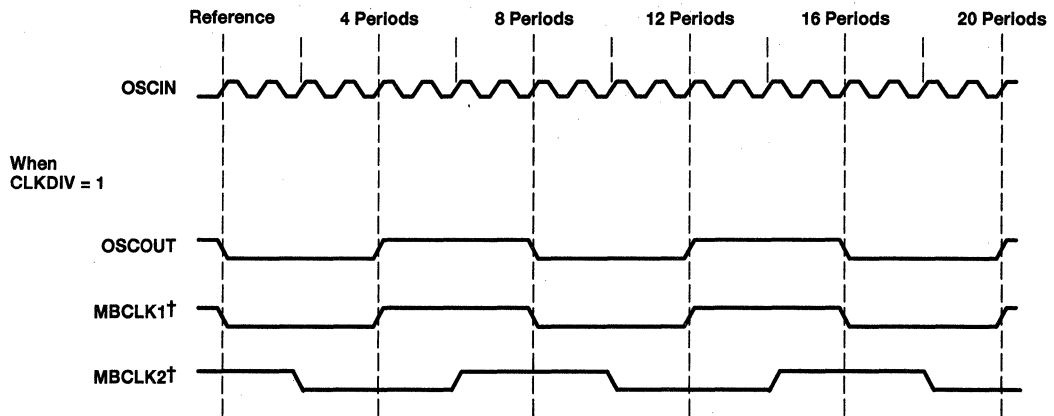 Reference 4 Periods 8 Periods 12 Periods 16 Periods 20 Periods
OSCIN
When
CLKDIV = 1
OSCOUT
MBCLK1†
MBCLK2†